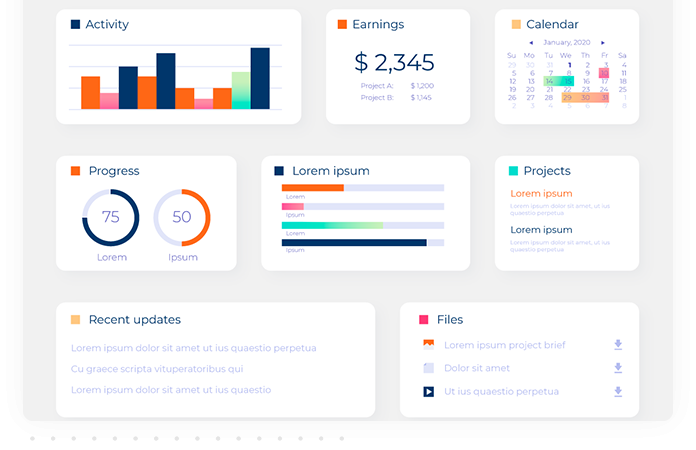 Activity
Earnings
$ 2,345
Project A: $ 1,200
Project B: $ 1,145
Calendar
◄ January, 2020 ►
Su Mo Tu We Th Fr Sa
29 30 31 1 2 3
5 6 7 8 9 10 11
12 13 14 15 16 17 18
19 20 21 22 23 24 25
26 27 28 29 30 31 1
2 3 4 5 6 7 8
Progress
75
50
Lorem
Ipsum
Lorem ipsum
Lorem
Ipsum
Lorem
Ipsum
Projects
Lorem ipsum
Lorem ipsum dolor sit amet, ut ius
quaestio perpetua
Lorem ipsum
Lorem ipsum dolor sit amet, ut ius
quaestio perpetua
Recent updates
Lorem ipsum dolor sit amet ut ius quaestio perpetua
Cu graece scripta vituperatoribus qui
Lorem ipsum dolor sit amet ut ius quaestio
Files
Lorem ipsum project brief
Dolor sit amet
Ut ius quaestio perpetua